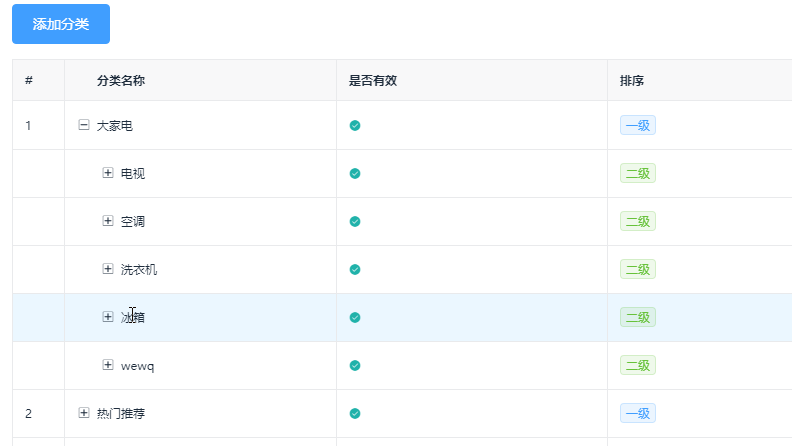 添加分类
# 分类名称 是否有效 排序
1 大家电 一级
电视 二级
空调 二级
洗衣机 二级
冰箱 二级
wewq 二级
2 热门推荐 一级